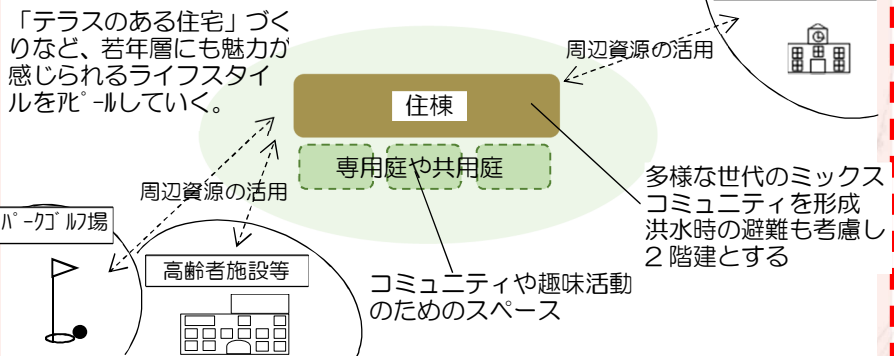 「テラスのある住宅」づく
りなど、若年層にも魅力が
感じられるライフスタイ
ルをｱﾋﾟｰﾙしていく。
周辺資源の活用
住棟
専用庭や共用庭
多様な世代のミックス
コミュニティを形成
洪水時の避難も考慮し
２階建とする
周辺資源の活用
ﾊﾟｰｸｺﾞﾙﾌ場
高齢者施設等
コミュニティや趣味活動
のためのスペース